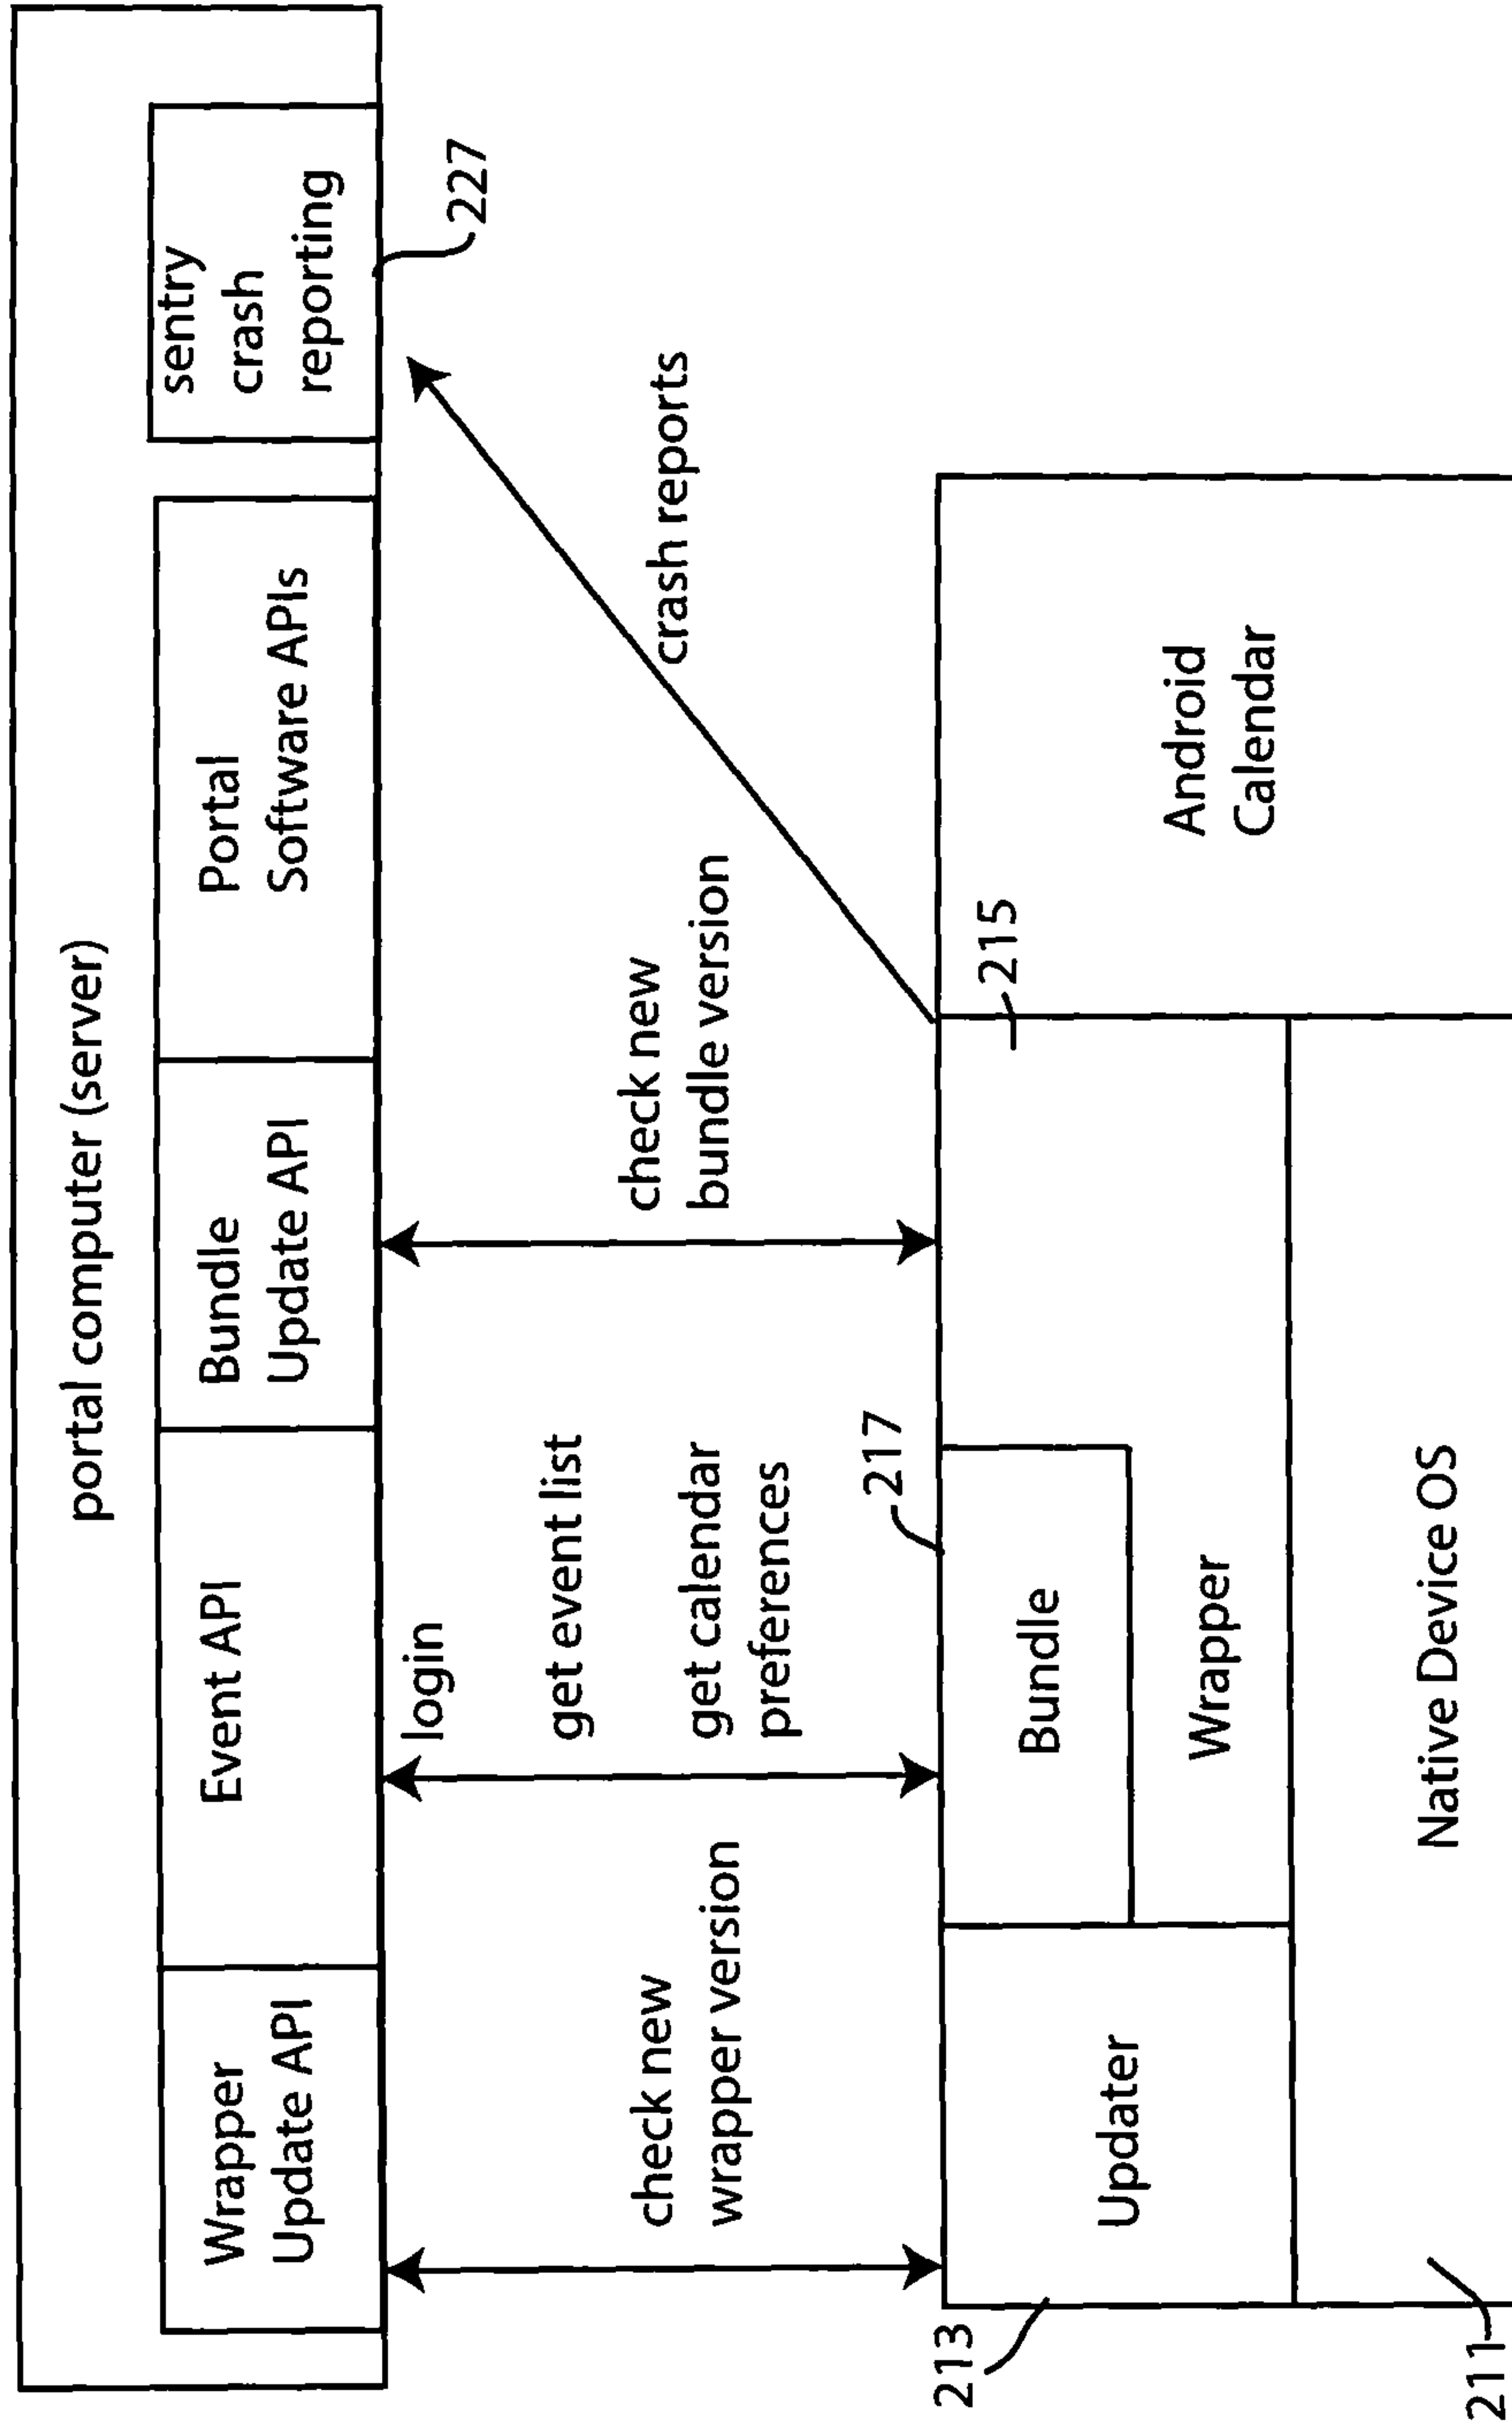 portal computer (server)
Wrapper
Update API
Event API
Bundle
Update API
Portal
Software APIs
sentry
crash
reporting
227
login
get event list
get calendar
preferences
check new
wrapper version
check new
bundle version
crash reports
213
217
215
Updater
Bundle
Wrapper
Android
Calendar
Native Device OS
211